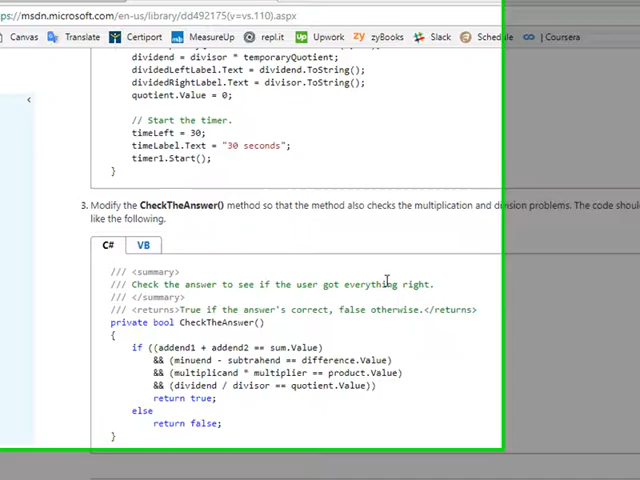 ps://msdn.microsoft.com/en-us/library/dd492175(v=vs.110).aspx
Canvas Translate Certiport MeasureUp repl.it Upwork zyBooks Slack Schedule | Coursera
dividend = divisor * temporaryQuotient;
dividedLeftLabel.Text = dividend.ToString();
dividedRightLabel.Text = divisor.ToString();
quotient.Value = 0;
// Start the timer.
timeLeft = 30;
timeLabel.Text = "30 seconds";
timer1.Start();
}
3. Modify the CheckTheAnswer() method so that the method also checks the multiplication and division problems. The code shou
like the following.
C# VB
/// <summary>
/// Check the answer to see if the user got everything right.
/// </summary>
/// <returns>True if the answer's correct, false otherwise.</returns>
private bool CheckTheAnswer()
{
if ((addend1 + addend2 == sum.Value)
&& (minuend - subtrahend == difference.Value)
&& (multiplicand * multiplier == product.Value)
&& (dividend / divisor == quotient.Value))
return true;
else
return false;
}